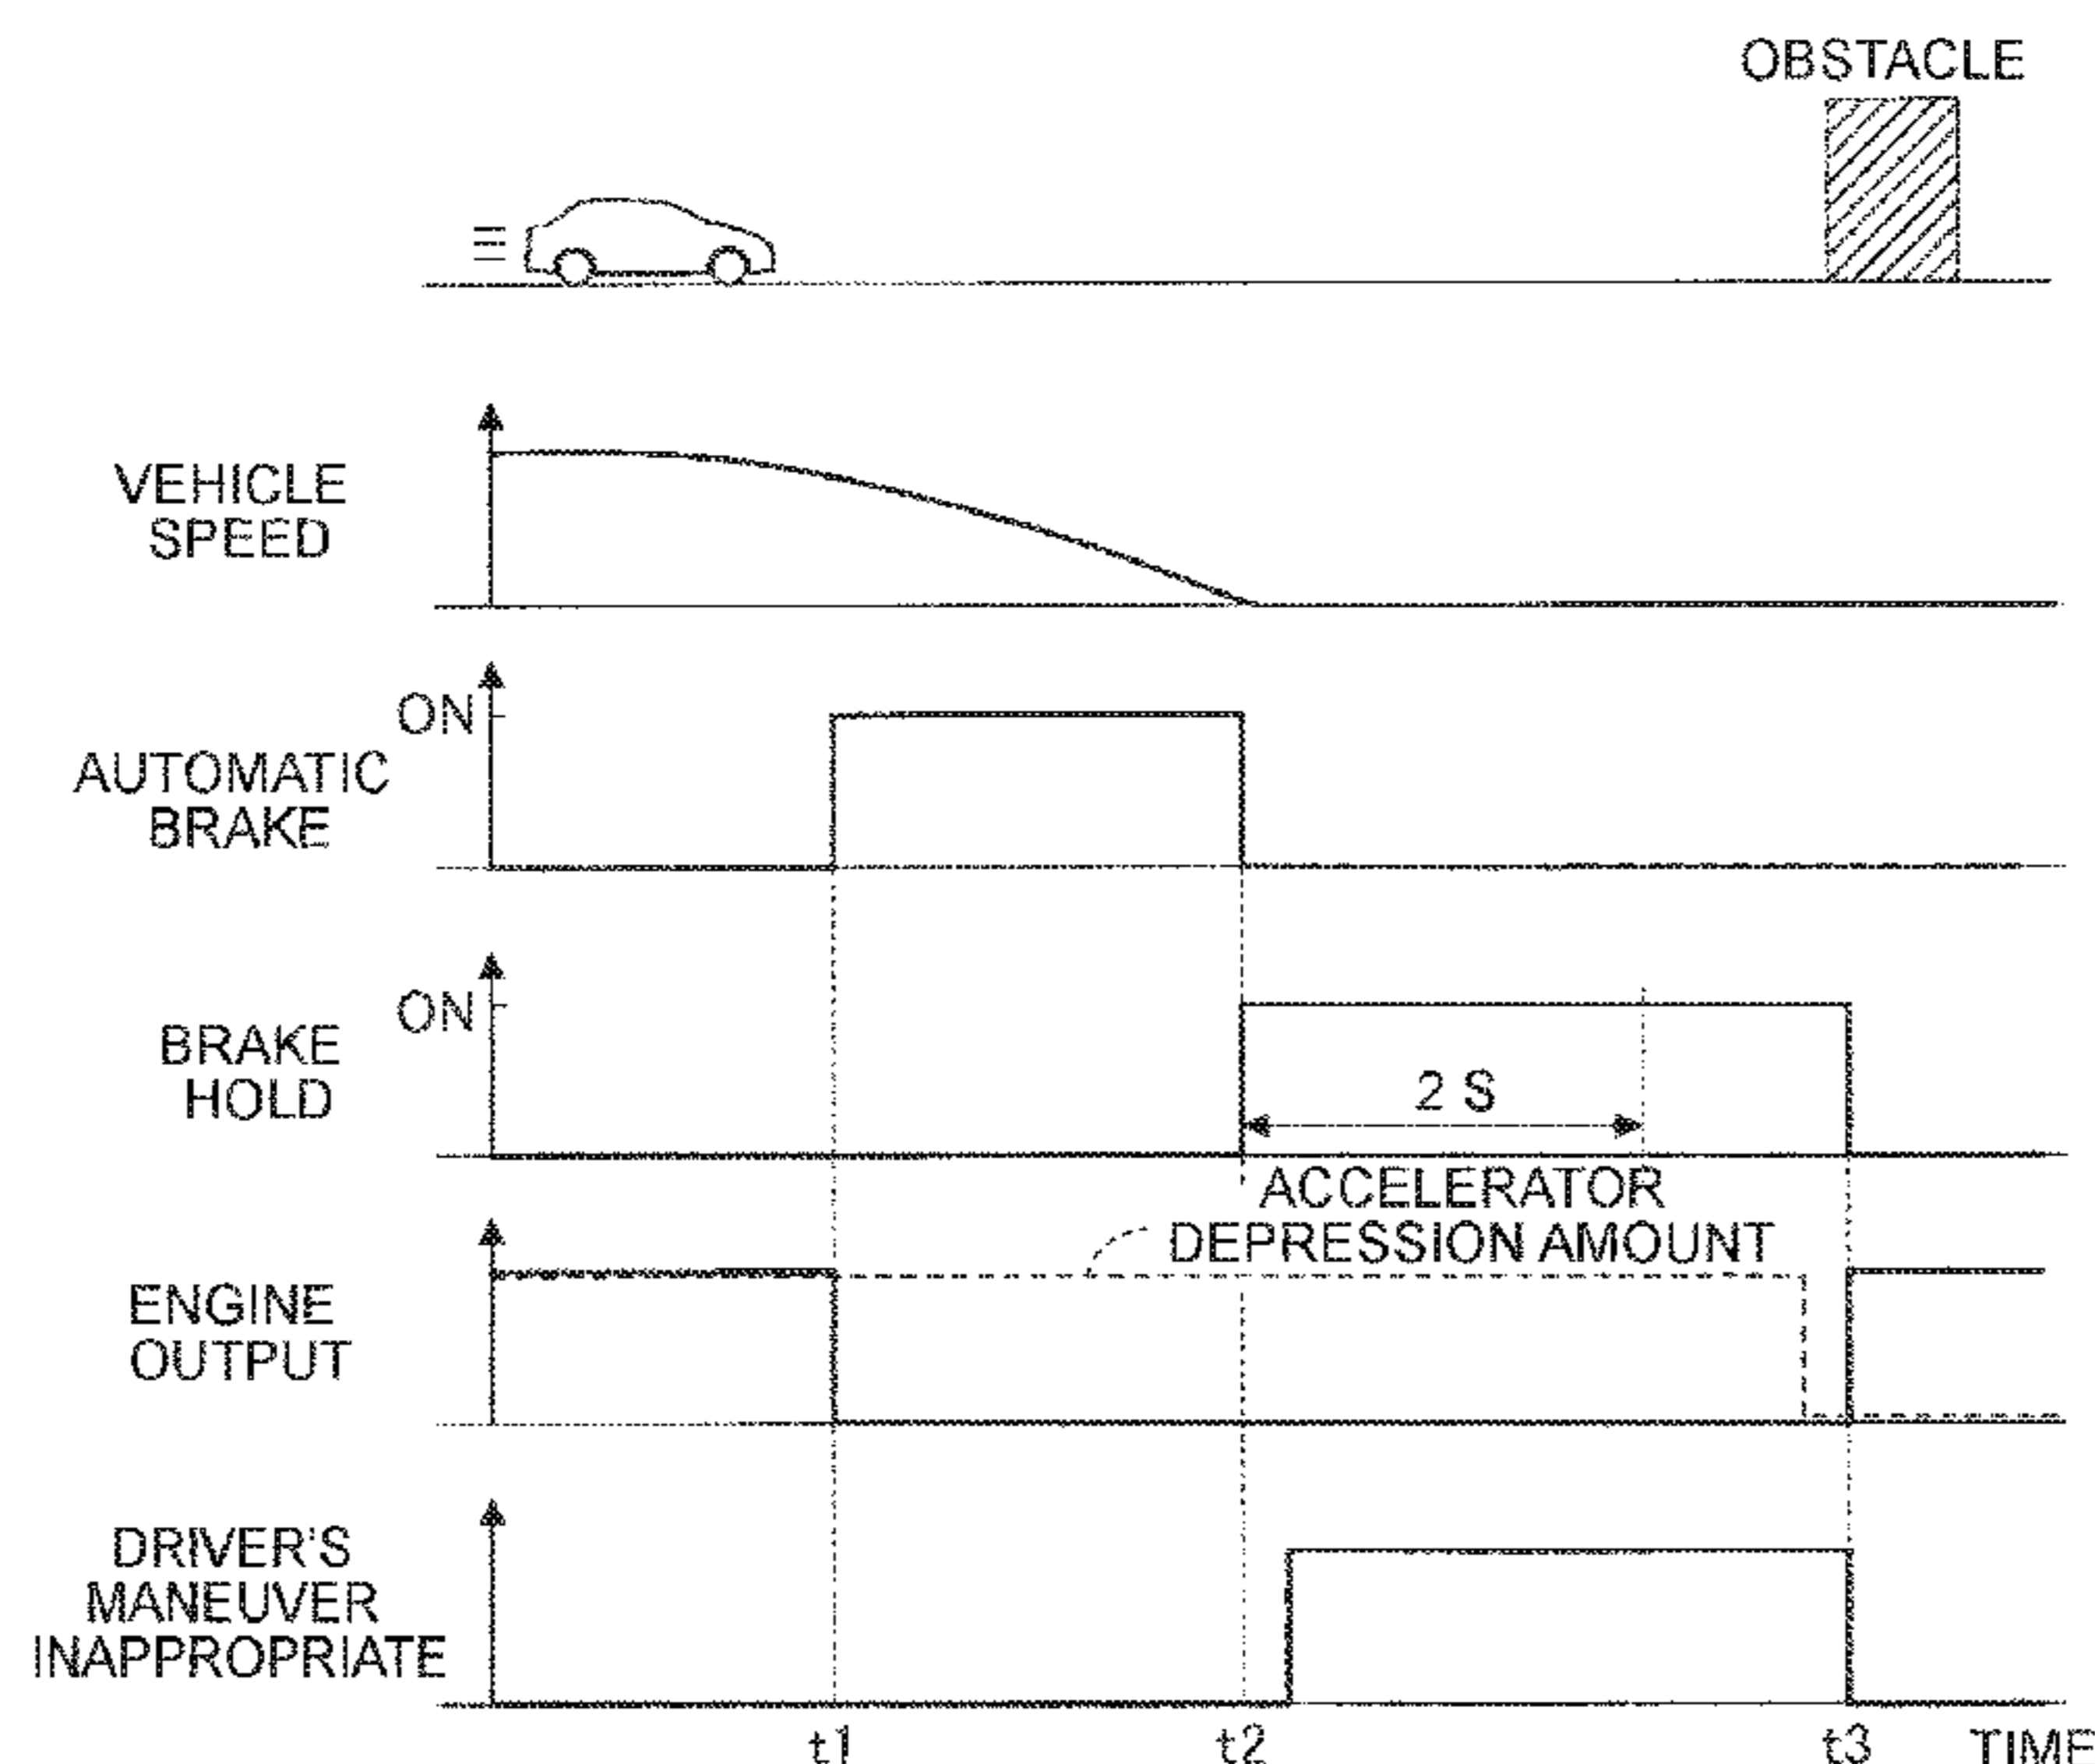 OBSTACLE
VEHICLE
SPEED
ON
AUTOMATIC
BRAKE
ON
BRAKE
HOLD
2 S
ACCELERATOR
DEPRESSION AMOUNT
ENGINE
OUTPUT
DRIVER'S
MANEUVER
INAPPROPRIATE
t1
t2
t3
TIME